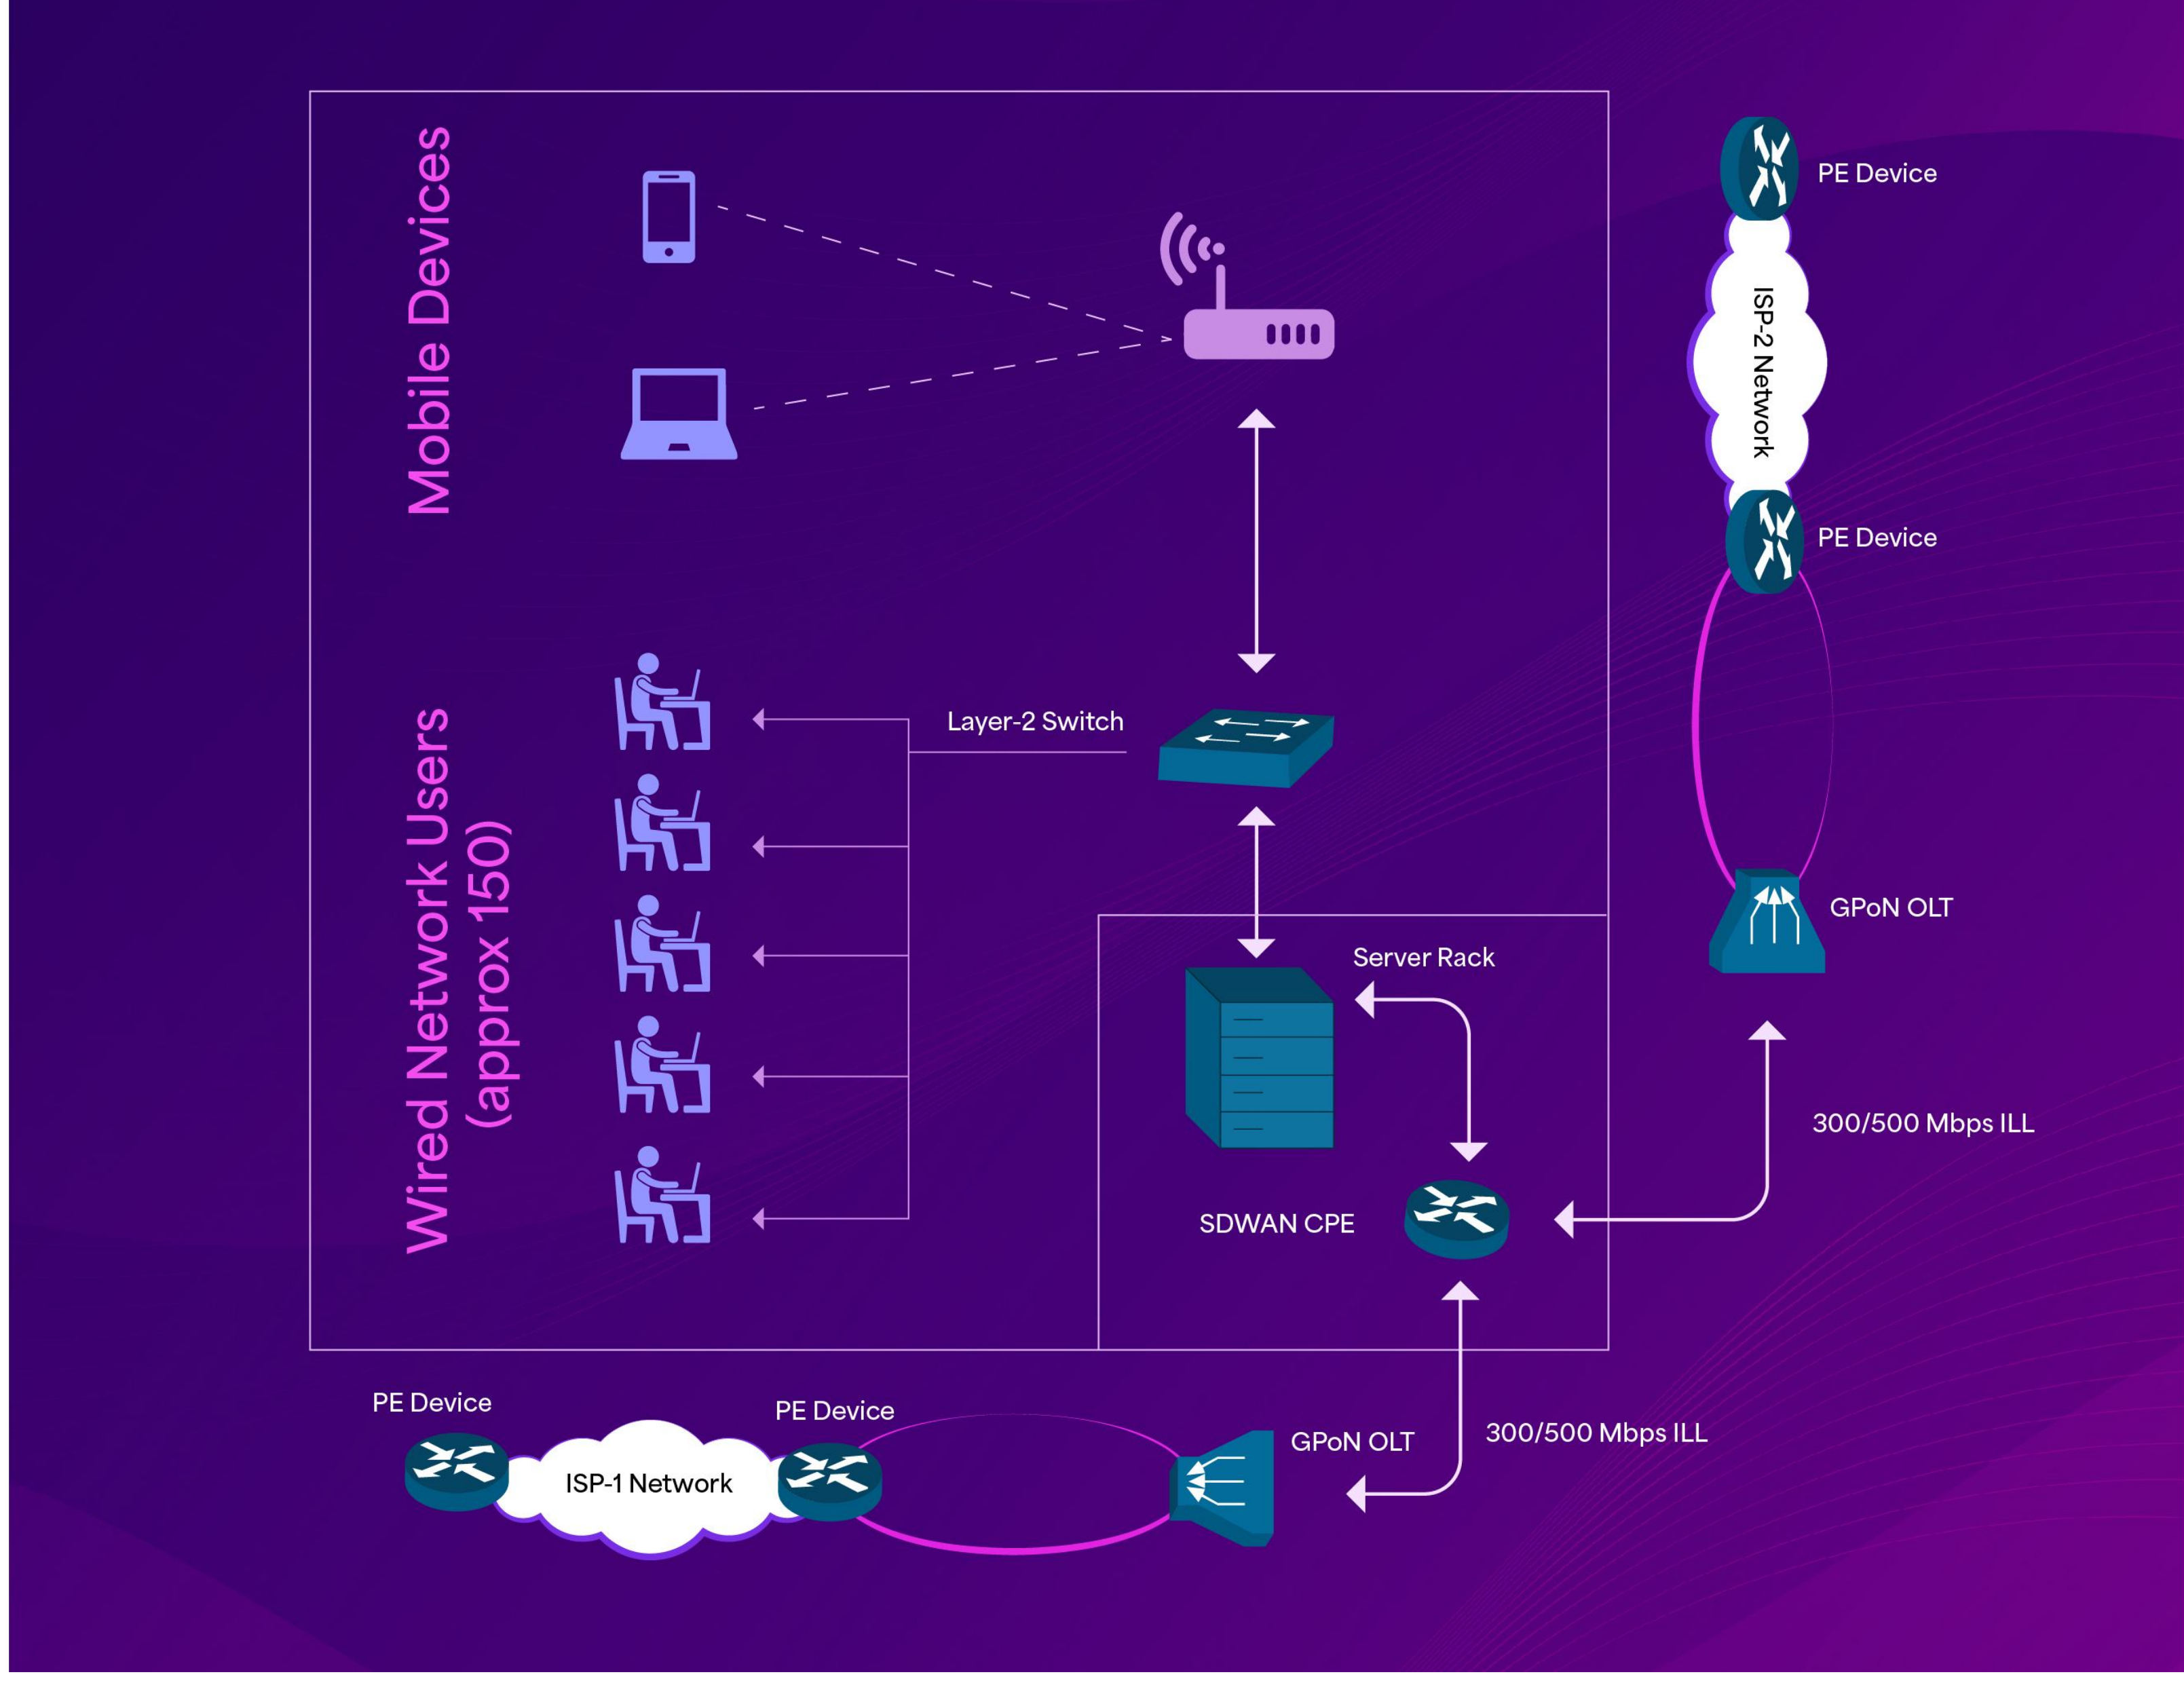 Mobile Devices
PE Device
ISP-2 Network
PE Device
Wired Network Users
(approx 150)
Layer-2 Switch
GPoN OLT
Server Rack
300/500 Mbps ILL
SDWAN CPE
PE Device
PE Device
ISP-1 Network
GPoN OLT
300/500 Mbps ILL